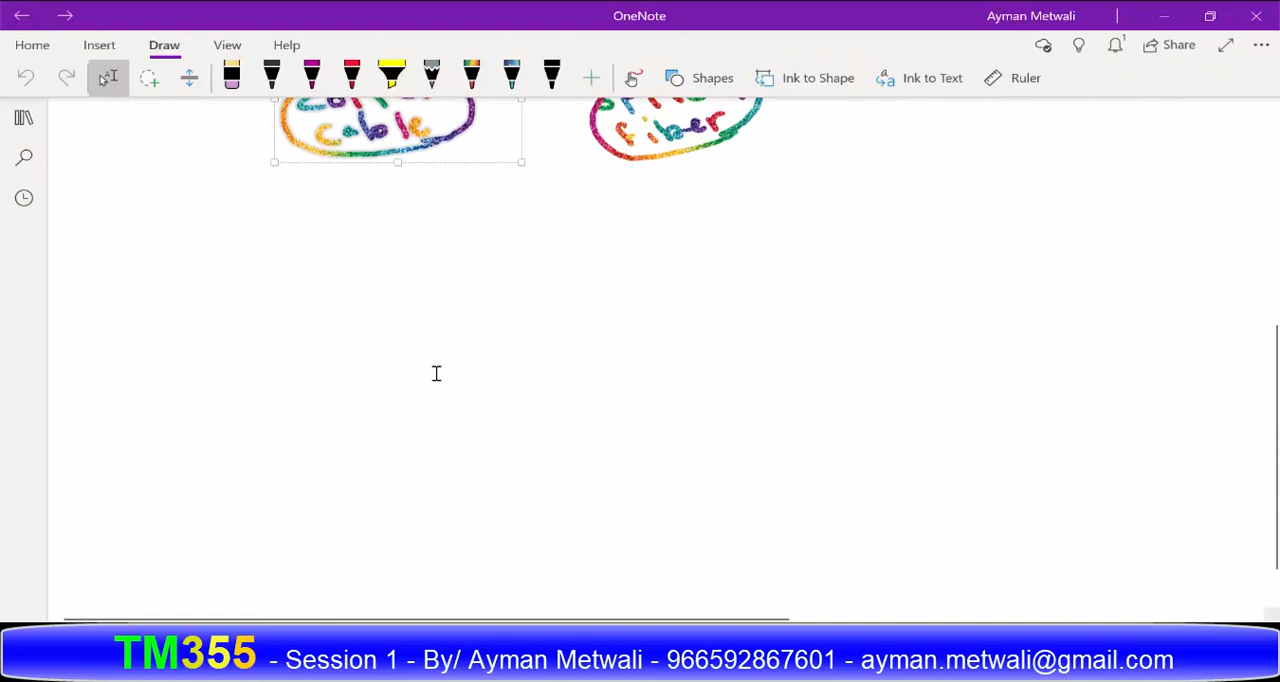 OneNote
Ayman Metwali
Home Insert Draw View Help
Share
Shapes Ink to Shape Ink to Text Ruler
cable
fiber
TM355 - Session 1 - By/ Ayman Metwali - 966592867601 - ayman.metwali@gmail.com